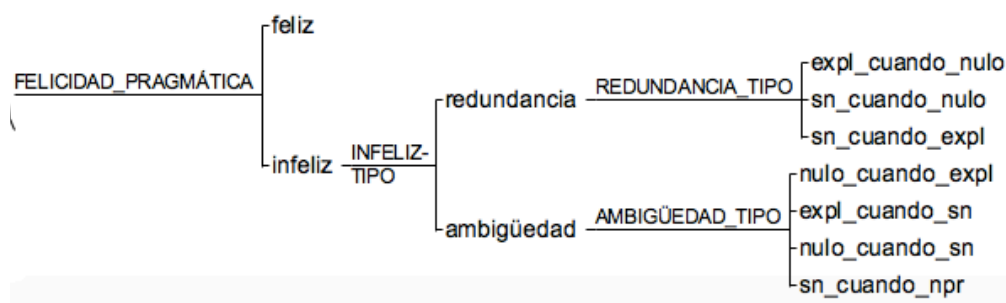 feliz
FELICIDAD_PRAGMÁTICA
infeliz
INFELIZ-
TIPO
redundancia
REDUNDANCIA_TIPO
expl_cuando_nulo
sn_cuando_nulo
sn_cuando_expl
ambigüedad
AMBIGÜEDAD_TIPO
nulo_cuando_expl
expl_cuando_sn
nulo_cuando_sn
sn_cuando_npr